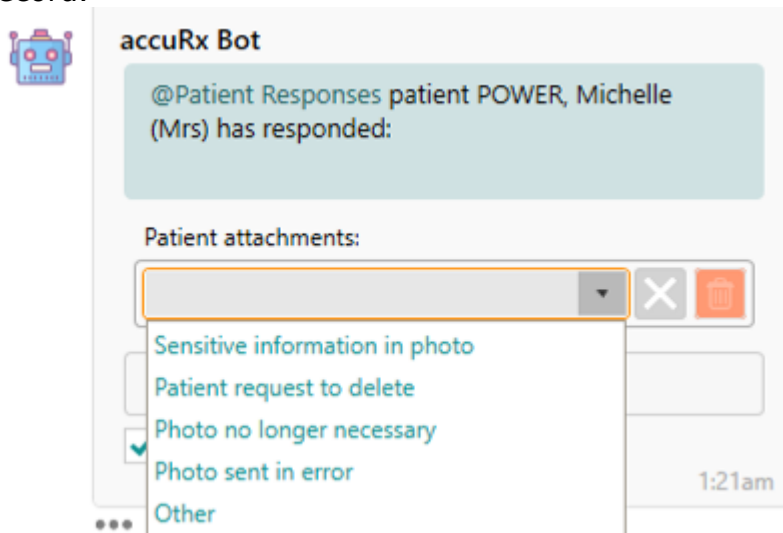 accuRx Bot
@Patient Responses patient POWER, Michelle
(Mrs) has responded:
Patient attachments:
Sensitive information in photo
Patient request to delete
Photo no longer necessary
Photo sent in error
1:21am
Other